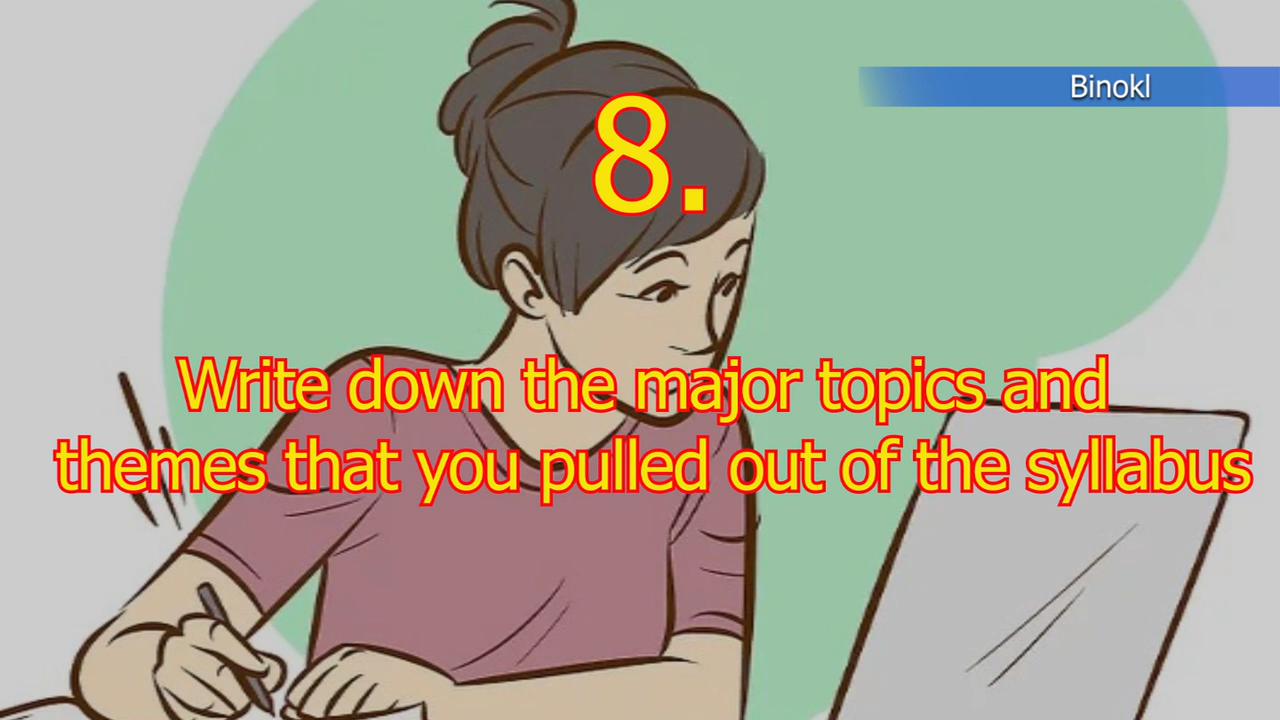 Binokl
8.
Write down the major topics and
themes that you pulled out of the syllabus